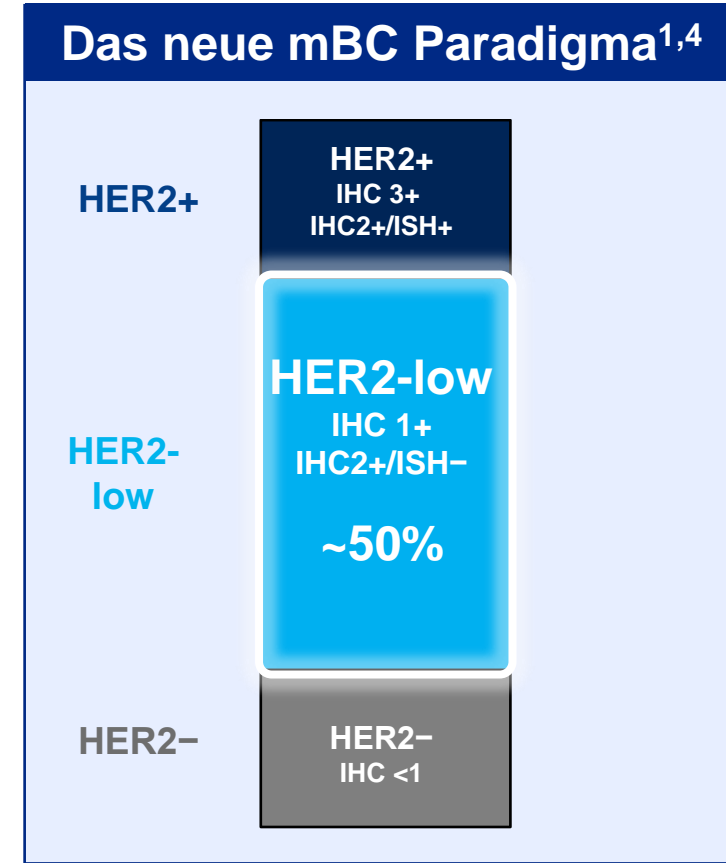 Das neue mBC Paradigma1,4
HER2+
HER2+
IHC 3+
IHC2+/ISH+
HER2-
low
HER2-low
IHC 1+
IHC2+/ISH−
~50%
HER2−
HER2−
IHC <1